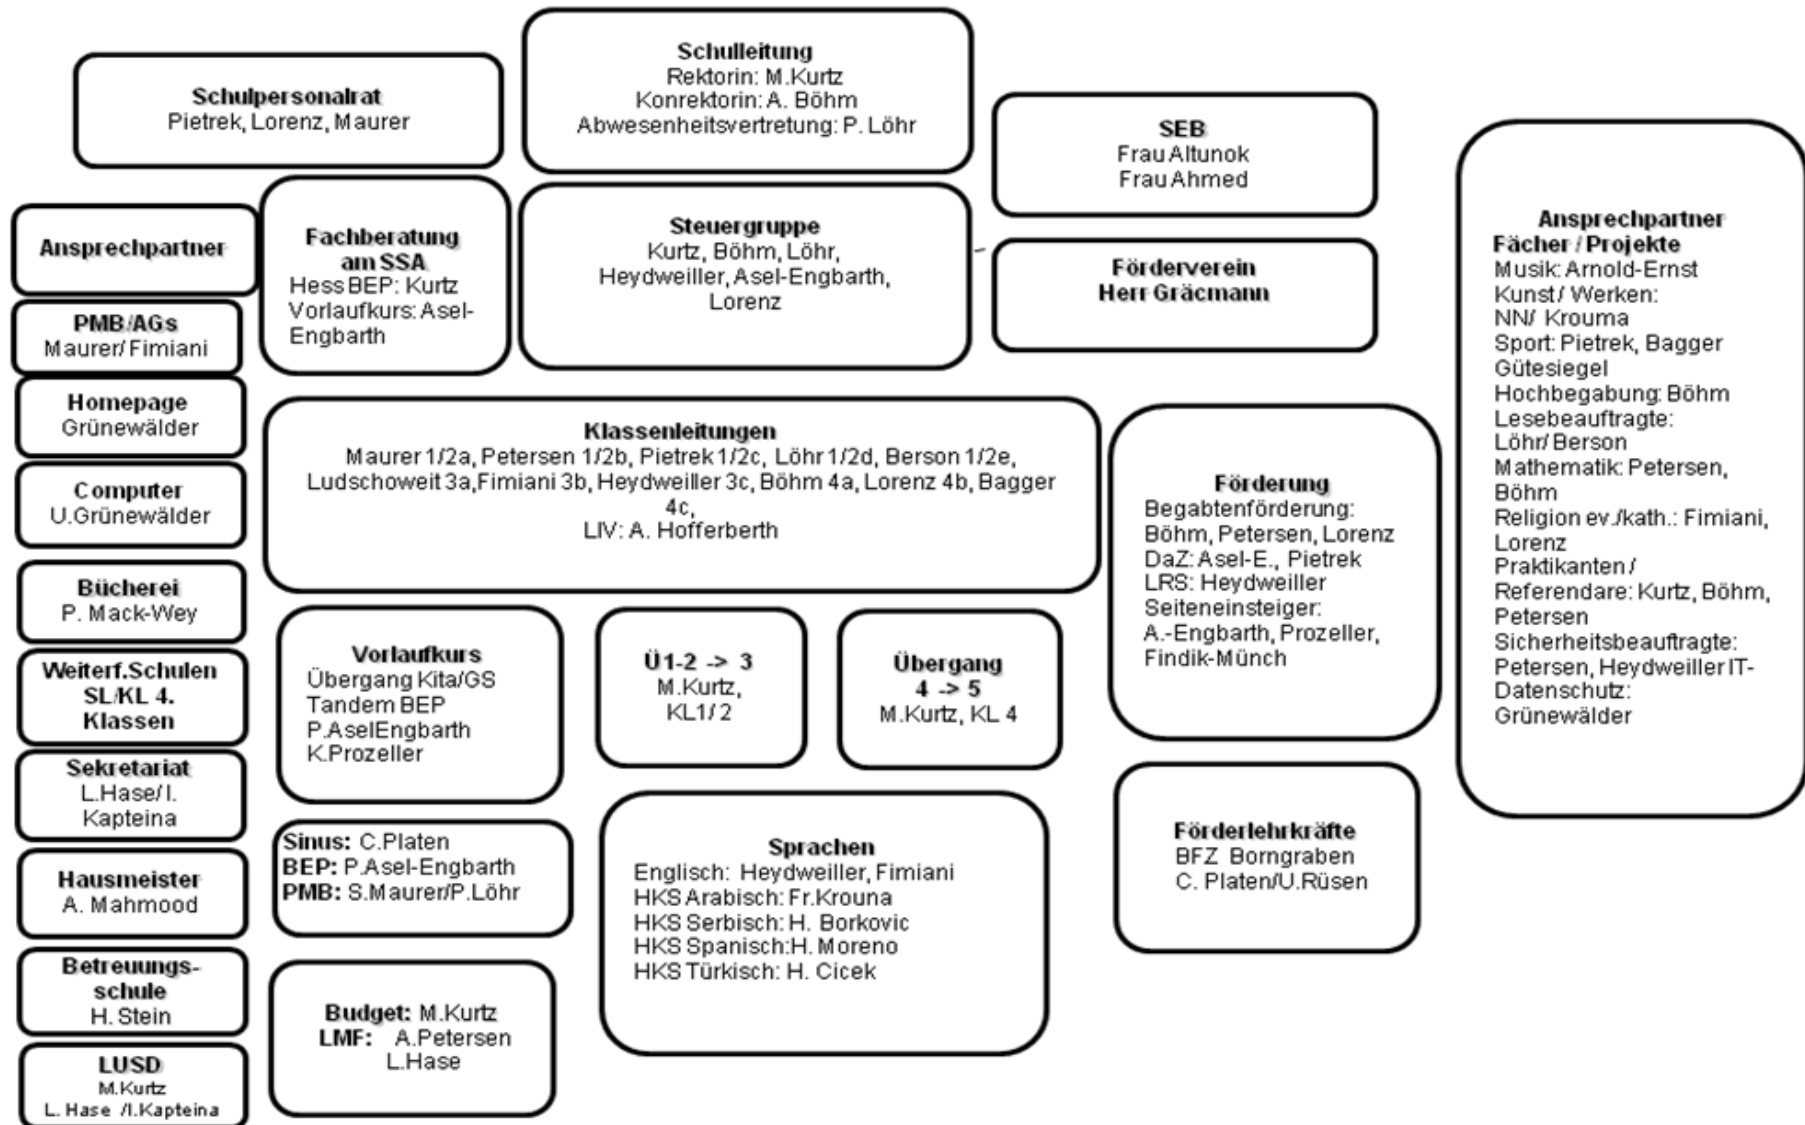 Schulleitung
Rektorin: M.Kurtz
Konrektorin: A. Böhm
Abwesenheitsvertretung: P. Löhr
Schulpersonalrat
Pietrek, Lorenz, Maurer
SEB
Frau Altunok
Frau Ahmed
Ansprechpartner
Fachberatung
am SSA
Hess BEP: Kurtz
Vorlaufkurs: Asel-
Engbarth
Steuergruppe
Kurtz, Böhm, Löhr,
Heydweiller, Asel-Engbarth,
Lorenz
Förderverein
Herr Gräcmann
Ansprechpartner
Fächer / Projekte
Musik: Arnold-Ernst
Kunst/ Werken:
NN/ Krouma
Sport: Pietrek, Bagger
Gütesiegel
Hochbegabung: Böhm
Lesebeauftragte:
Löhr/ Berson
Mathematik: Petersen,
Böhm
Religion ev./kath.: Fimiani,
Lorenz
Praktikanten /
Referendare: Kurtz, Böhm,
Petersen
Sicherheitsbeauftragte:
Petersen, Heydweiller IT-
Datenschutz:
Grünewälder
PMB/AGs
Maurer/ Fimiani
Homepage
Grünewälder
Computer
U.Grünewälder
Bücherei
P. Mack-Wey
Weiterf.Schulen
SL/KL 4.
Klassen
Sekretariat
L.Hase/ I.
Kapteina
Hausmeister
A. Mahmood
Betreuungs-
schule
H. Stein
LUSD
M.Kurtz
L. Hase /I.Kapteina
Klassenleitungen
Maurer 1/2a, Petersen 1/2b, Pietrek 1/2c, Löhr 1/2d, Berson 1/2e,
Ludschoweit 3a,Fimiani 3b, Heydweiller 3c, Böhm 4a, Lorenz 4b, Bagger
4c,
LIV: A. Hofferberth
Förderung
Begabtenförderung:
Böhm, Petersen, Lorenz
DaZ: Asel-E., Pietrek
LRS: Heydweiller
Seiteneinsteiger:
A.-Engbarth, Prozeller,
Findik-Münch
Vorlaufkurs
Übergang Kita/GS
Tandem BEP
P.AselEngbarth
K.Prozeller
Ü1-2 -> 3
M.Kurtz,
KL1/ 2
Übergang
4 -> 5
M.Kurtz, KL 4
Sinus: C.Platen
BEP: P.Asel-Engbarth
PMB: S.Maurer/P.Löhr
Sprachen
Englisch: Heydweiller, Fimiani
HKS Arabisch: Fr.Krouna
HKS Serbisch: H. Borkovic
HKS Spanisch:H. Moreno
HKS Türkisch: H. Cicek
Förderlehrkräfte
BFZ Borngraben
C. Platen/U.Rüsen
Budget: M.Kurtz
LMF: A.Petersen
L.Hase